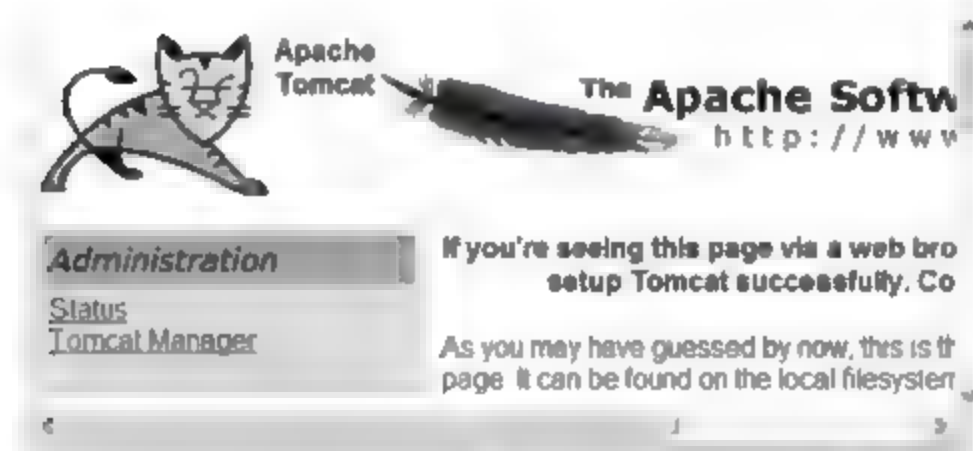 Apache
Tomcat
The Apache Softw
http://www
Administration
If you're seeing this page via a web bro
setup Tomcat successfully. Co
Status
Tomcat Manager
As you may have guessed by now, this is th
page. It can be found on the local filesystem